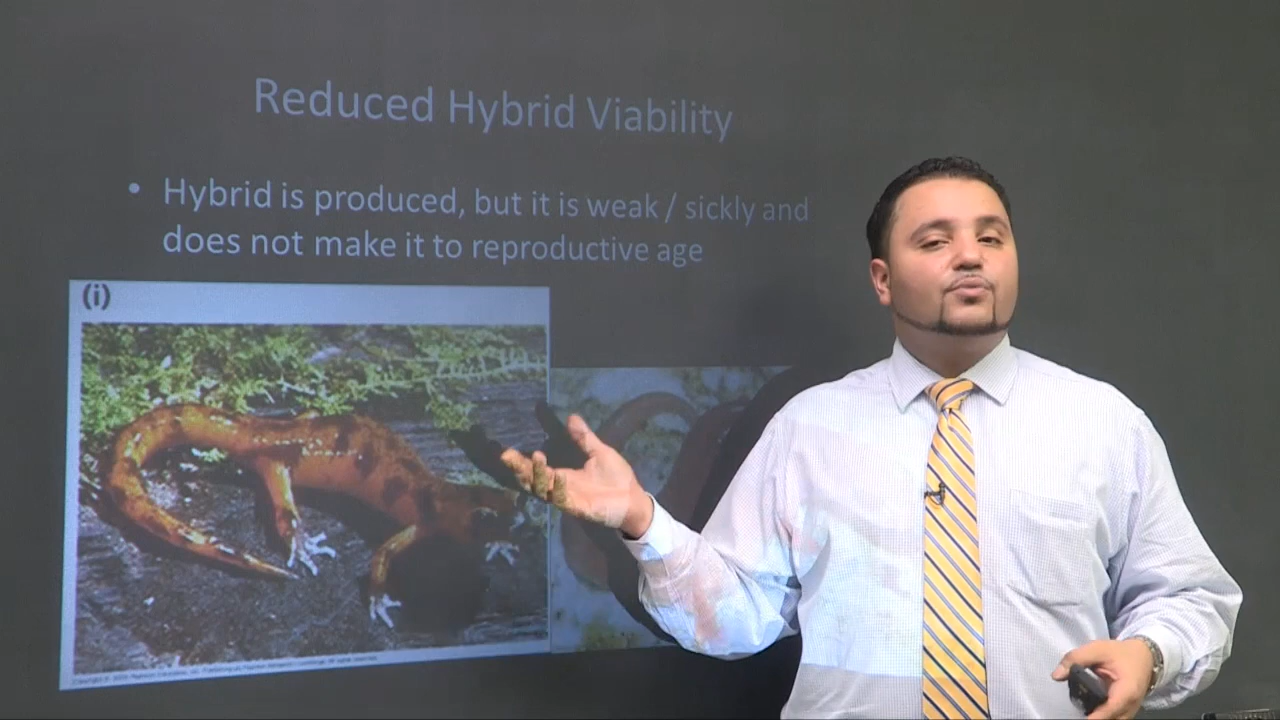 Reduced Hybrid Viability
• Hybrid is produced, but it is weak / sickly and
does not make it to reproductive age
(i)